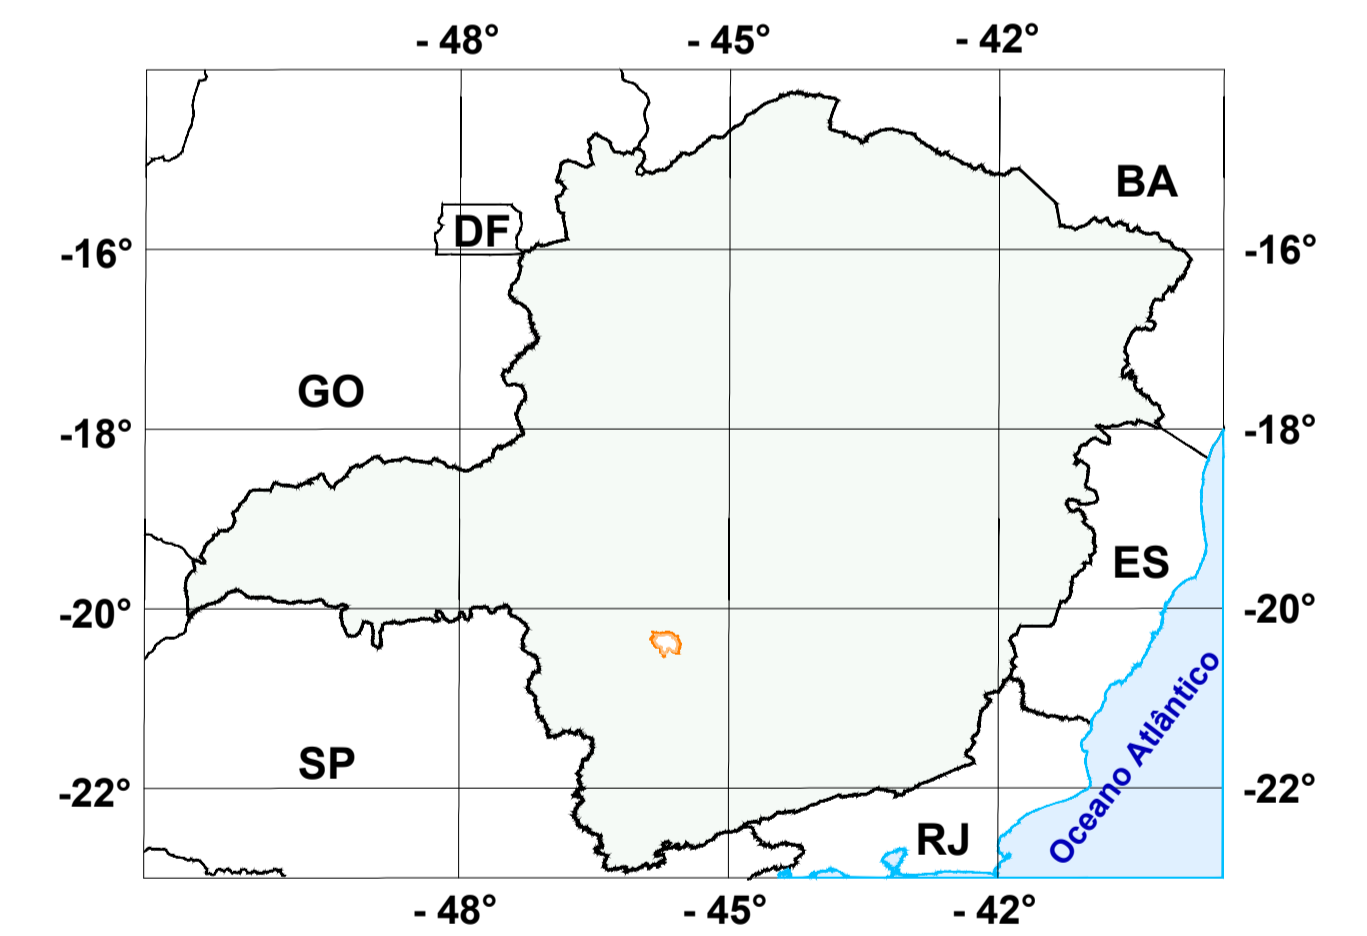 - 48° - 45° - 42°
BA
DF
-16° -16°
GO
-18° -18°
ES
-20° -20°
Oceano Atlântico
SP
-22° -22°
RJ
- 48° - 45° - 42°